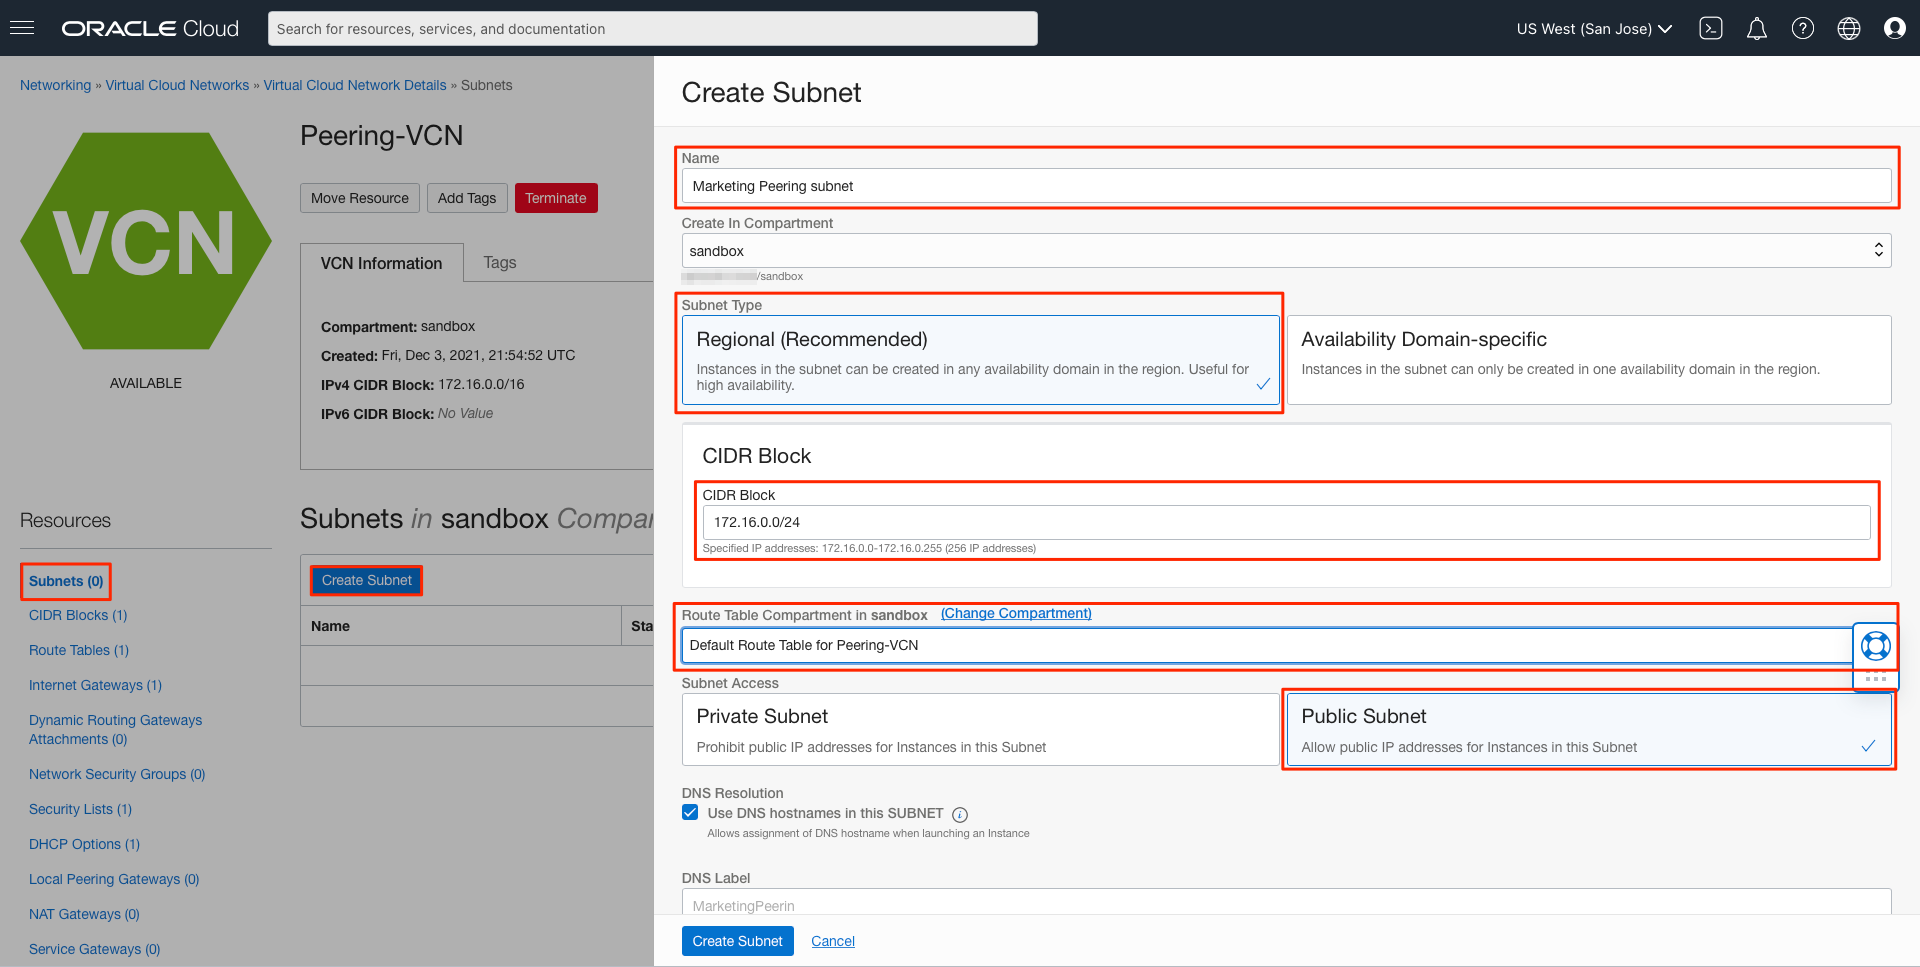 ORACLE Cloud
Search for resources, services, and documentation
US West (San Jose)
Networking » Virtual Cloud Networks » Virtual Cloud Network Details » Subnets
VCN
AVAILABLE
Peering-VCN
Move Resource
Add Tags
Terminate
VCN Information
Tags
Compartment: sandbox
Created: Fri, Dec 3, 2021, 21:54:52 UTC
IPv4 CIDR Block: 172.16.0.0/16
IPv6 CIDR Block: No Value
Resources
Subnets (0)
CIDR Blocks (1)
Route Tables (1)
Internet Gateways (1)
Dynamic Routing Gateways
Attachments (0)
Network Security Groups (0)
Security Lists (1)
DHCP Options (1)
Local Peering Gateways (0)
NAT Gateways (0)
Service Gateways (0)
Subnets in sandbox Compar
Create Subnet
Name
Sta
Create Subnet
Name
Marketing Peering subnet
Create In Compartment
sandbox
/sandbox
Subnet Type
Regional (Recommended)
Instances in the subnet can be created in any availability domain in the region. Useful for
high availability.
Availability Domain-specific
Instances in the subnet can only be created in one availability domain in the region.
CIDR Block
CIDR Block
172.16.0.0/24
Specified IP addresses: 172.16.0.0-172.16.0.255 (256 IP addresses)
Route Table Compartment in sandbox (Change Compartment)
Default Route Table for Peering-VCN
Subnet Access
Private Subnet
Prohibit public IP addresses for Instances in this Subnet
Public Subnet
Allow public IP addresses for Instances in this Subnet
DNS Resolution
Use DNS hostnames in this SUBNET
Allows assignment of DNS hostname when launching an Instance
DNS Label
MarketingPeerin
Create Subnet
Cancel